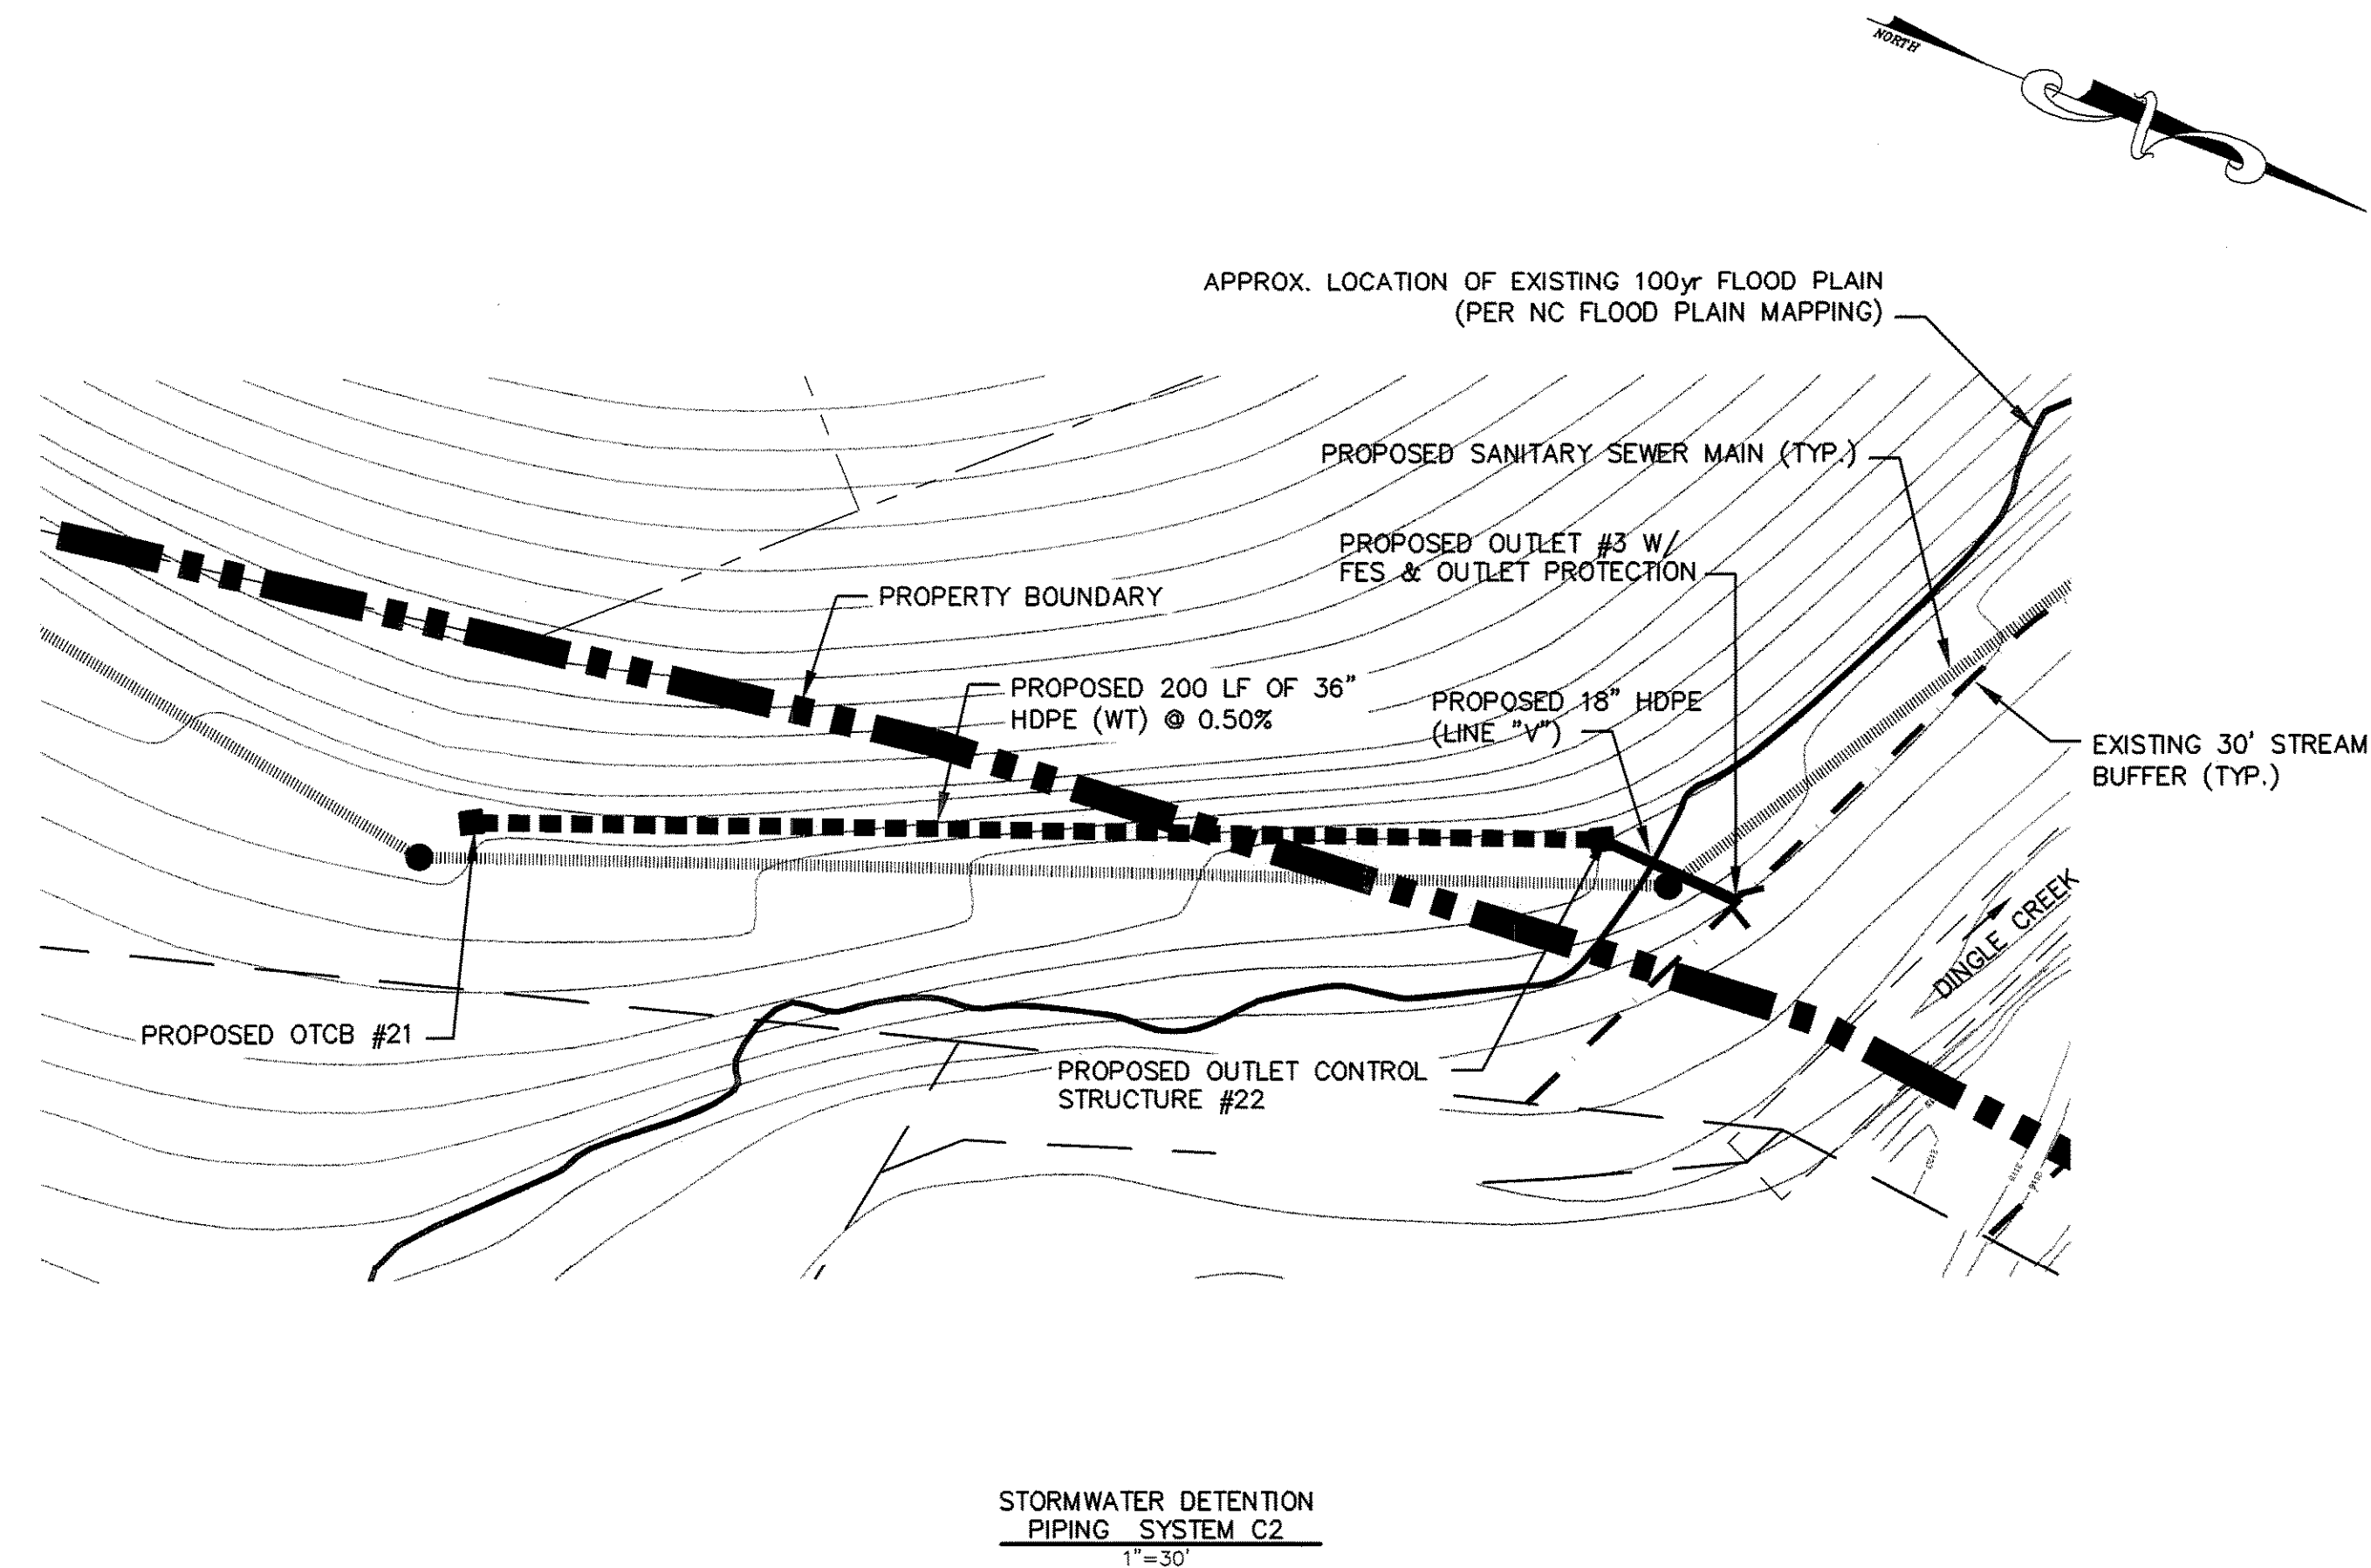 NORTH
APPROX. LOCATION OF EXISTING 100yr FLOOD PLAIN
(PER NC FLOOD PLAIN MAPPING)
PROPOSED SANITARY SEWER MAIN (TYP.)
PROPOSED OUTLET #3 W/
FES & OUTLET PROTECTION
PROPERTY BOUNDARY
PROPOSED 200 LF OF 36"
HDPE (WT) @ 0.50%
PROPOSED 18" HDPE
(LINE "V")
EXISTING 30' STREAM
BUFFER (TYP.)
DINGLE CREEK
PROPOSED OTCB #21
PROPOSED OUTLET CONTROL
STRUCTURE #22
STORMWATER DETENTION
PIPING SYSTEM C2
1"=30'